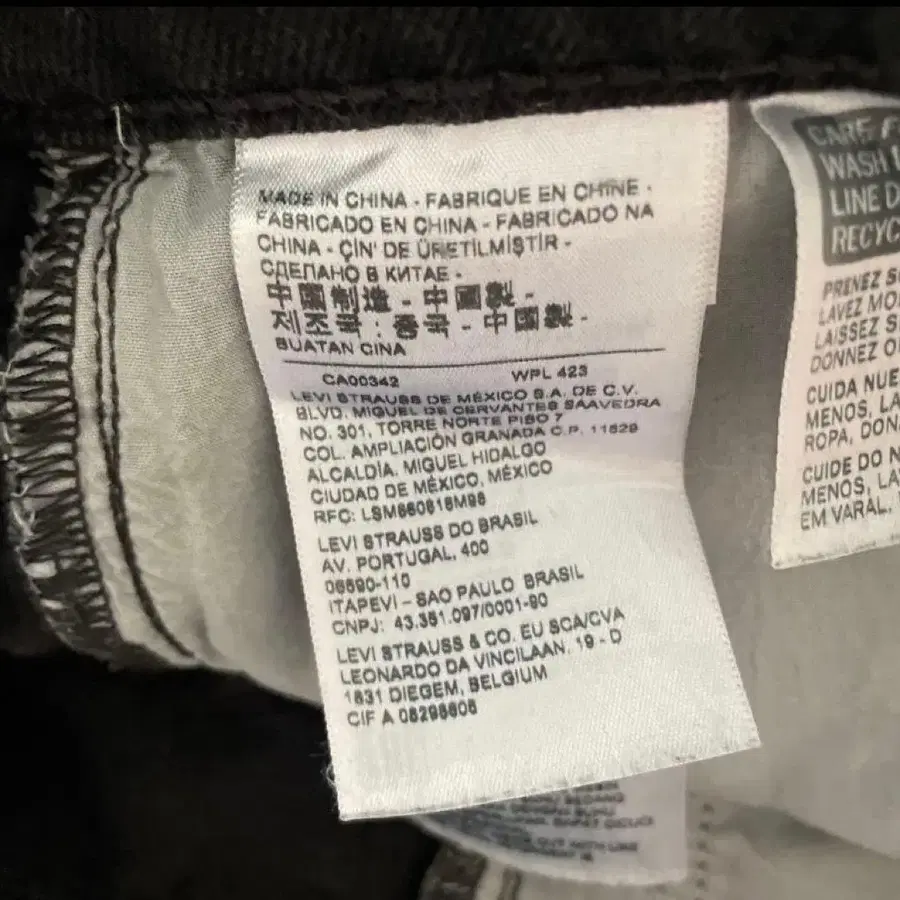 MADE IN CHINA - FABRIQUE EN CHINE -
FABRICADO EN CHINA - FABRICADO NA
CHINA - ÇİN' DE ÜRETİLMİŞTİR -
СДЕЛАНО В КИТАЕ -
中國制造 - 中國製 -
제조국 : 중국 - 中國製 -
BUATAN CINA
CA00342 WPL 423
LEVI STRAUSS DE MÉXICO S.A. DE C.V.
BLVD. MIGUEL DE CERVANTES SAAVEDRA
NO. 301, TORRE NORTE PISO 7
COL. AMPLIACIÓN GRANADA C.P. 11529
ALCALDÍA. MIGUEL HIDALGO
CIUDAD DE MÉXICO, MÉXICO
RFC:
LEVI STRAUSS DO BRASIL
AV. PORTUGAL, 400
06690-110
ITAPEVI - SAO PAULO BRASIL
CNPJ: 43.351.097/0001-90
LEVI STRAUSS & CO. EU SCA/CVA
LEONARDO DA VINCILAAN. 19 - D
1831 DIEGEM, BELGIUM
CIF A
CARE
WASH
LINE
RECYC
PRENEZ
LAVEZ
LAISSEZ
DONNEZ
CUIDA NUE
MENOS, LA
ROPA, DON
CUIDE DO
MENOS, LA
EM VARAL.